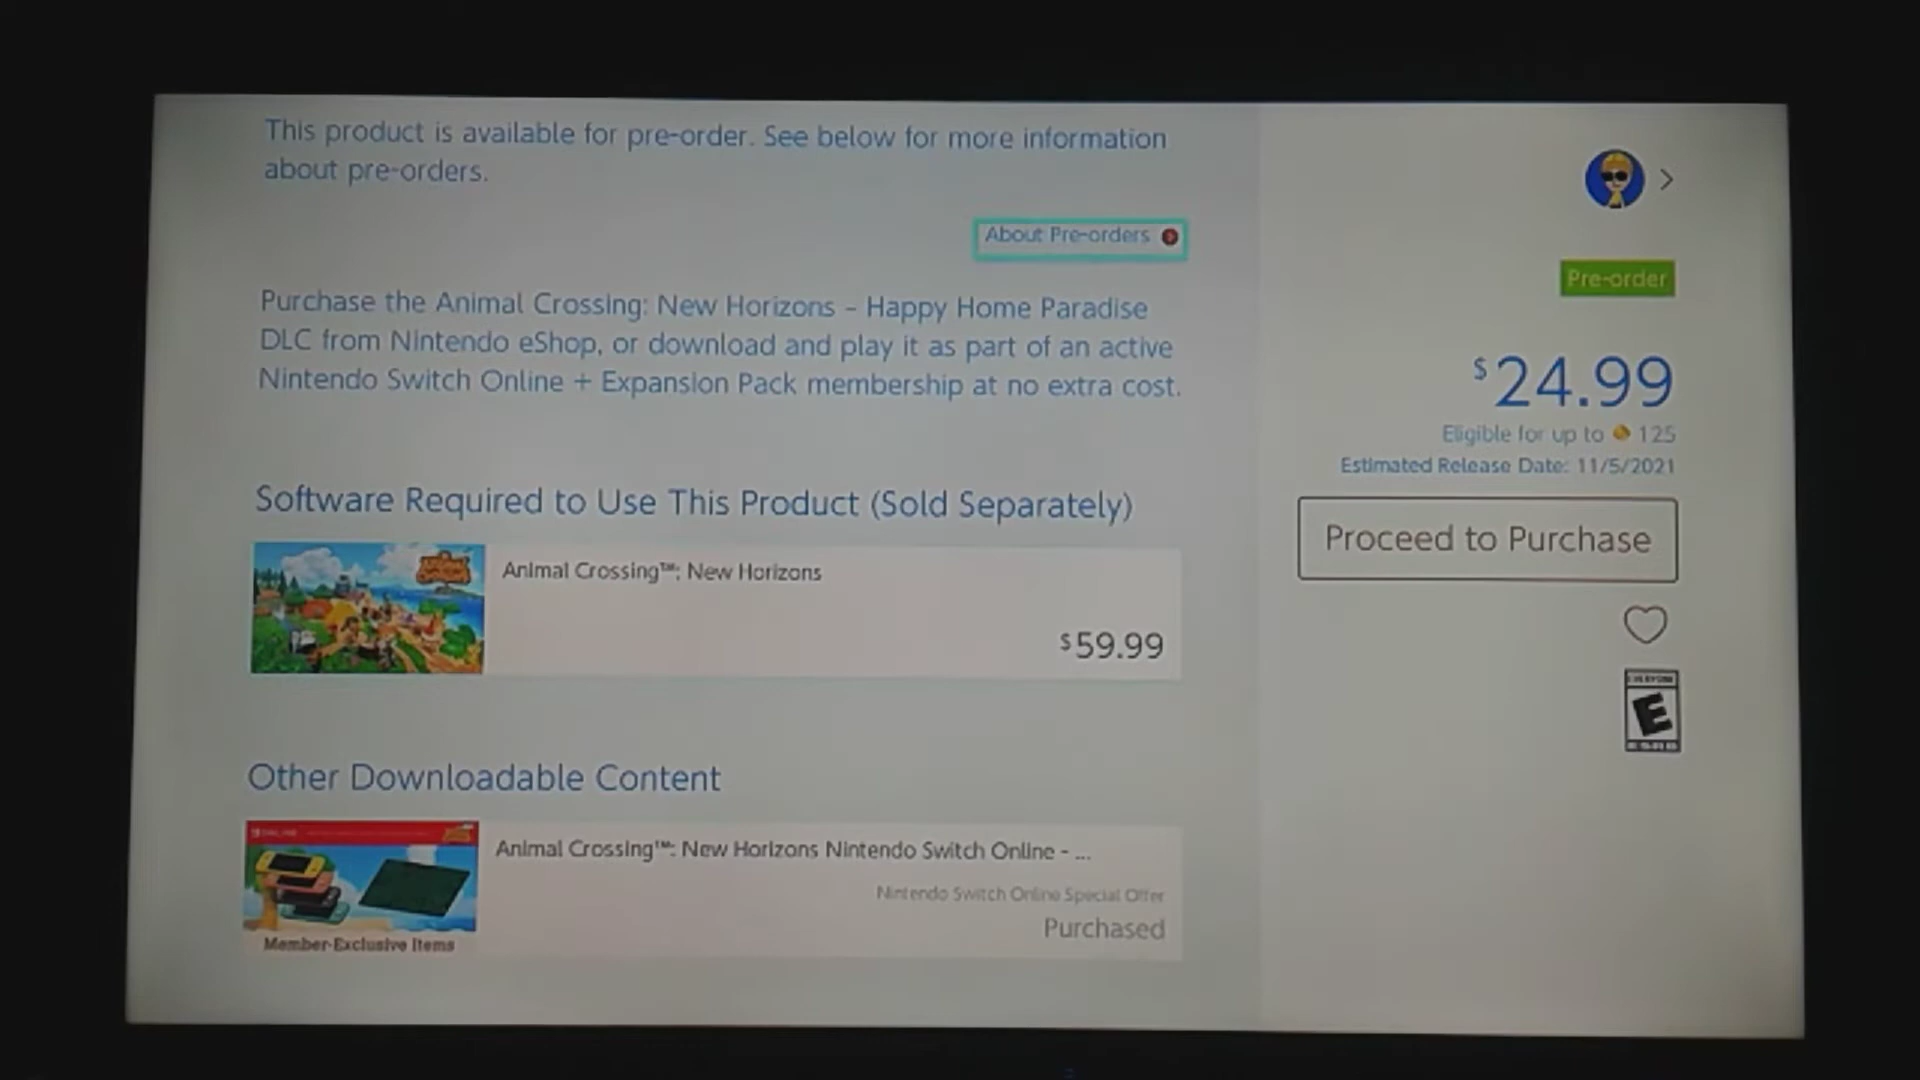 This product is available for pre-order. See below for more information
about pre-orders.
About Pre-orders
Purchase the Animal Crossing: New Horizons - Happy Home Paradise
DLC from Nintendo eShop, or download and play it as part of an active
Nintendo Switch Online + Expansion Pack membership at no extra cost.
Software Required to Use This Product (Sold Separately)
Animal Crossing™: New Horizons
$59.99
Other Downloadable Content
Animal Crossing™: New Horizons Nintendo Switch Online - ...
Nintendo Switch Online Special Offer
Purchased
Member-Exclusive Items
Pre-order
$24.99
Eligible for up to 125
Estimated Release Date: 11/5/2021
Proceed to Purchase
EVERYONE
E